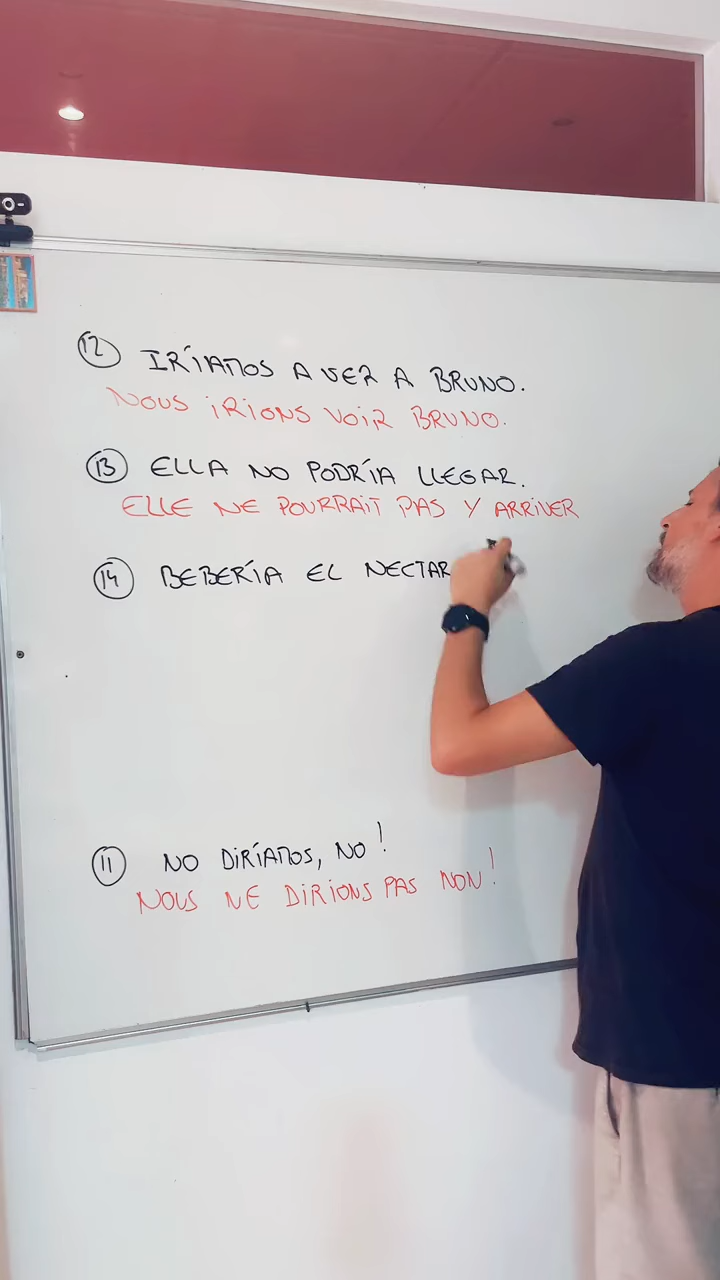 12 IRÍAMOS A VER A BRUNO.
NOUS IRIONS VOIR BRUNO.
13 ELLA NO PODRÍA LLEGAR.
ELLE NE POURRAIT PAS Y ARRIVER
14 BEBERÍA EL NECTAR
11 NO DIRÍAMOS, NO!
NOUS NE DIRIONS PAS NON!